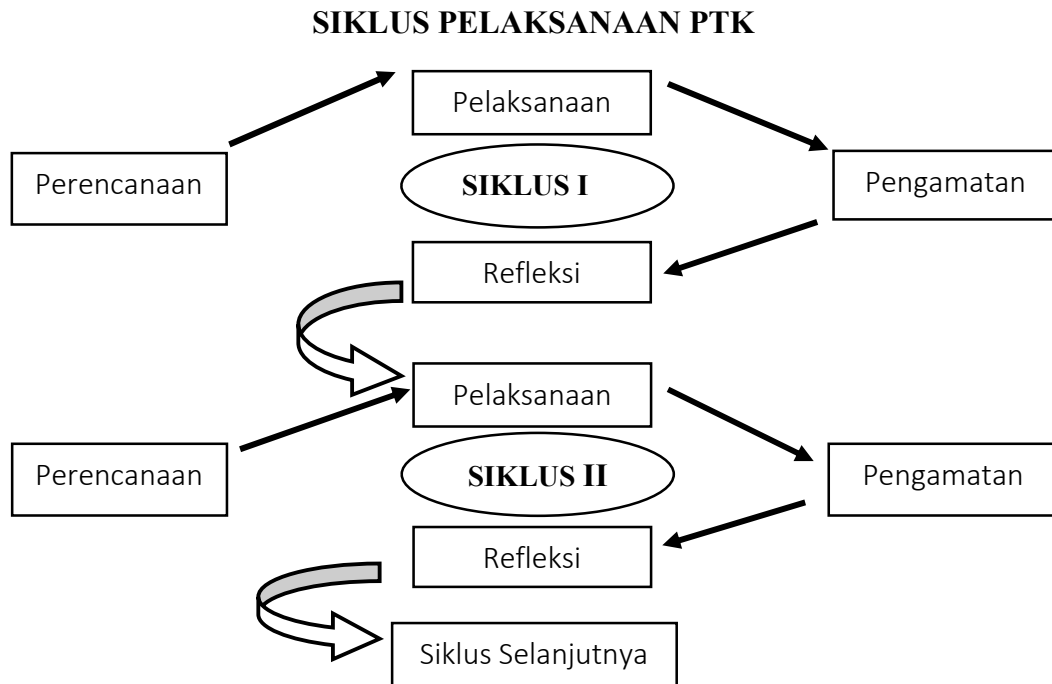 SIKLUS PELAKSANAAN PTK
Pelaksanaan
Perencanaan
SIKLUS I
Pengamatan
Refleksi
Pelaksanaan
Perencanaan
SIKLUS II
Pengamatan
Refleksi
Siklus Selanjutnya